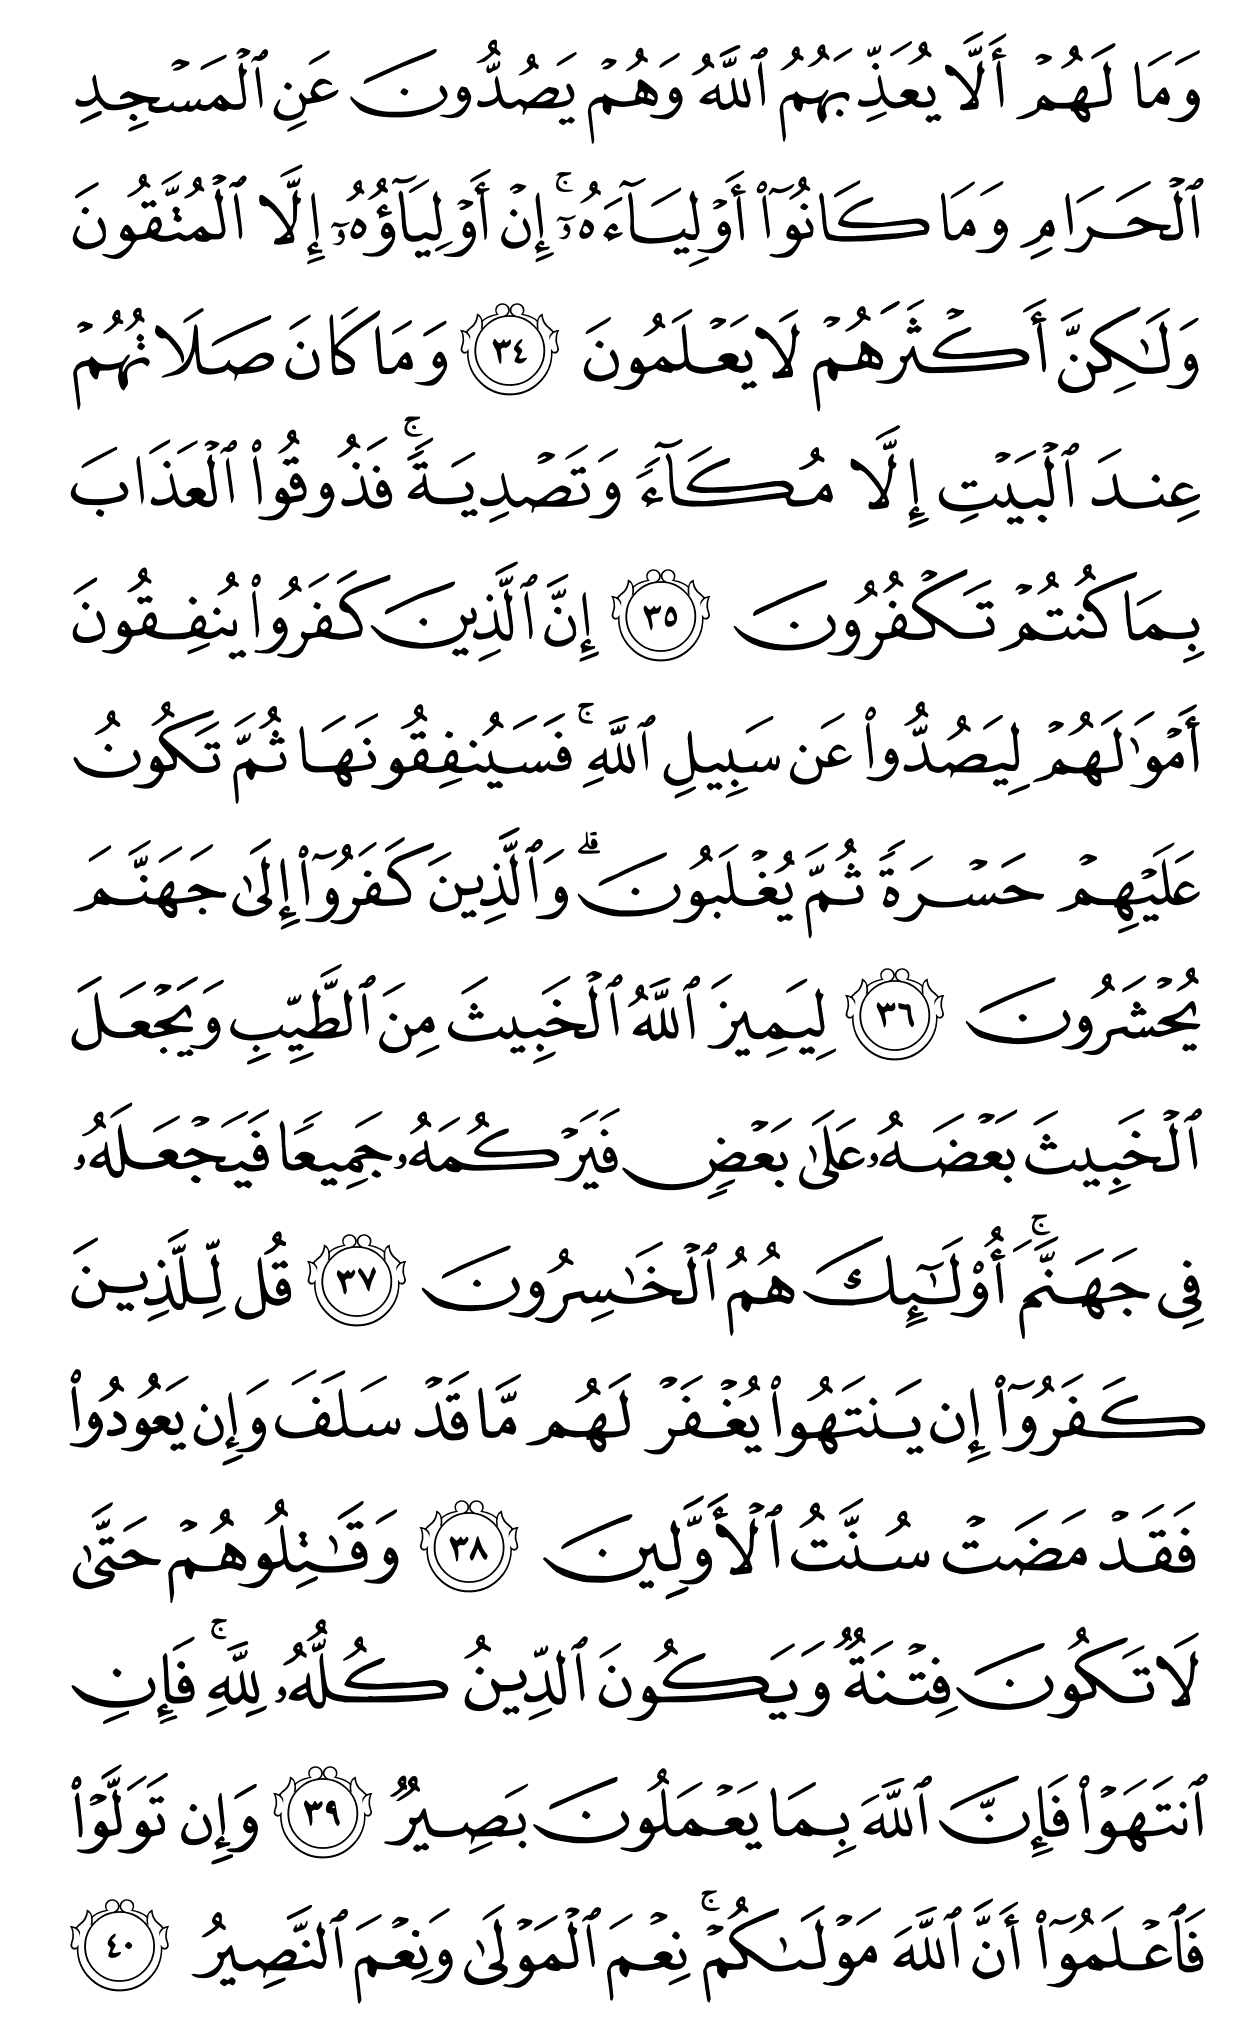 وَمَا لَهُمْ أَلَّا يُعَذِّبَهُمُ ٱللَّهُ وَهُمْ يَصُدُّونَ عَنِ ٱلْمَسْجِدِ
ٱلْحَرَامِ وَمَا كَانُوٓا۟ أَوْلِيَآءَهُۥٓ ۚ إِنْ أَوْلِيَآؤُهُۥٓ إِلَّا ٱلْمُتَّقُونَ
وَلَـٰكِنَّ أَكْثَرَهُمْ لَا يَعْلَمُونَ ٣٤ وَمَا كَانَ صَلَاتُهُمْ
عِندَ ٱلْبَيْتِ إِلَّا مُكَآءً وَتَصْدِيَةً ۚ فَذُوقُوا۟ ٱلْعَذَابَ
بِمَا كُنتُمْ تَكْفُرُونَ ٣٥ إِنَّ ٱلَّذِينَ كَفَرُوا۟ يُنفِقُونَ
أَمْوَٰلَهُمْ لِيَصُدُّوا۟ عَن سَبِيلِ ٱللَّهِ ۚ فَسَيُنفِقُونَهَا ثُمَّ تَكُونُ
عَلَيْهِمْ حَسْرَةً ثُمَّ يُغْلَبُونَ ۗ وَٱلَّذِينَ كَفَرُوٓا۟ إِلَىٰ جَهَنَّمَ
يُحْشَرُونَ ٣٦ لِيَمِيزَ ٱللَّهُ ٱلْخَبِيثَ مِنَ ٱلطَّيِّبِ وَيَجْعَلَ
ٱلْخَبِيثَ بَعْضَهُۥ عَلَىٰ بَعْضٍ فَيَرْكُمَهُۥ جَمِيعًا فَيَجْعَلَهُۥ
فِى جَهَنَّمَ ۚ أُو۟لَـٰٓئِكَ هُمُ ٱلْخَـٰسِرُونَ ٣٧ قُل لِّلَّذِينَ
كَفَرُوٓا۟ إِن يَنتَهُوا۟ يُغْفَرْ لَهُم مَّا قَدْ سَلَفَ وَإِن يَعُودُوا۟
فَقَدْ مَضَتْ سُنَّتُ ٱلْأَوَّلِينَ ٣٨ وَقَـٰتِلُوهُمْ حَتَّىٰ
لَا تَكُونَ فِتْنَةٌ وَيَكُونَ ٱلدِّينُ كُلُّهُۥ لِلَّهِ ۚ فَإِنِ
ٱنتَهَوْا۟ فَإِنَّ ٱللَّهَ بِمَا يَعْمَلُونَ بَصِيرٌ ٣٩ وَإِن تَوَلَّوْا۟
فَٱعْلَمُوٓا۟ أَنَّ ٱللَّهَ مَوْلَىٰكُمْ ۚ نِعْمَ ٱلْمَوْلَىٰ وَنِعْمَ ٱلنَّصِيرُ ٤٠